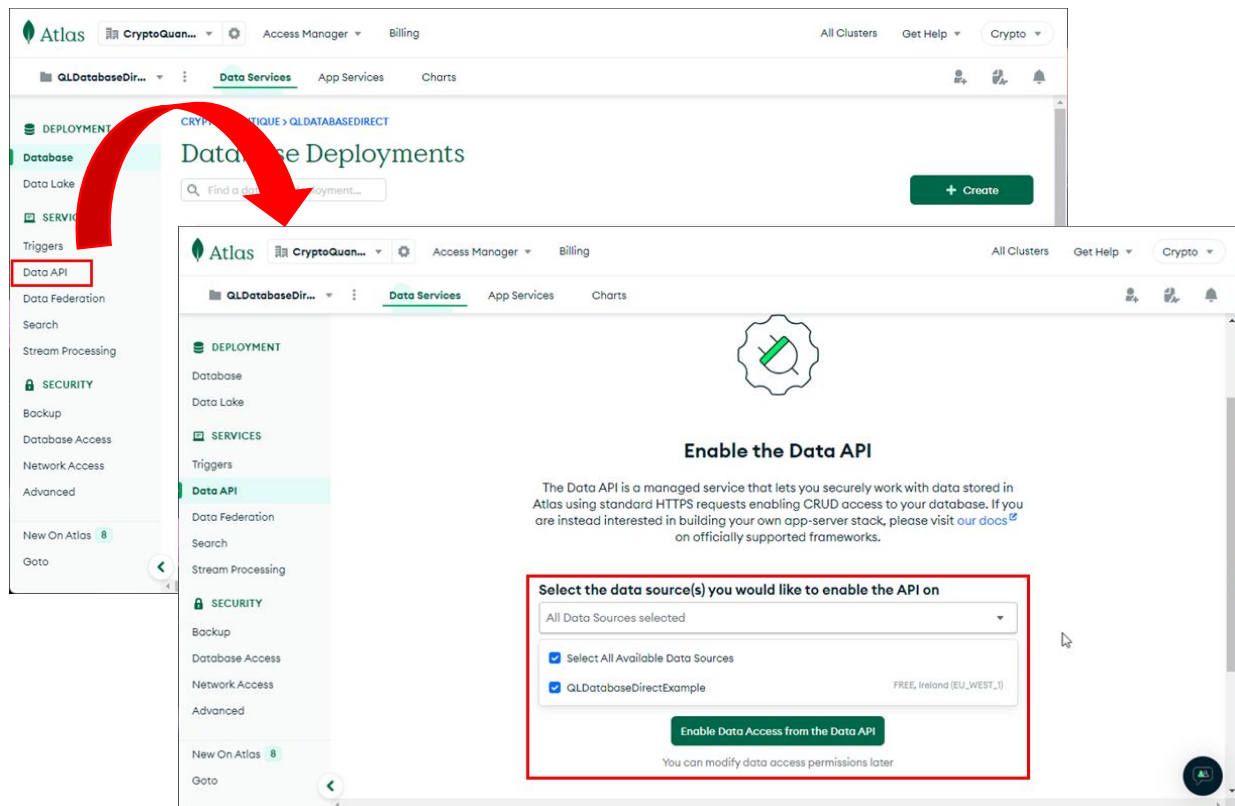 Atlas
CryptoQuan...
Access Manager
Billing
All Clusters
Get Help
Crypto
QLDatabaseDir...
Data Services
App Services
Charts
DEPLOYMENT
Database
Data Lake
Triggers
Data API
Data Federation
Search
Stream Processing
SECURITY
Backup
Database Access
Network Access
Advanced
New On Atlas 8
Goto
QLDATABASEDIRECT
Deployments
Find a
+ Create
Atlas
CryptoQuan...
Access Manager
Billing
All Clusters
Get Help
Crypto
QLDatabaseDir...
Data Services
App Services
Charts
DEPLOYMENT
Database
Data Lake
SERVICES
Triggers
Data API
Data Federation
Search
Stream Processing
SECURITY
Backup
Database Access
Network Access
Advanced
New On Atlas 8
Goto
Enable the Data API
The Data API is a managed service that lets you securely work with data stored in
Atlas using standard HTTPS requests enabling CRUD access to your database. If you
are instead interested in building your own app-server stack, please visit our docs
on officially supported frameworks.
Select the data source(s) you would like to enable the API on
All Data Sources selected
Select All Available Data Sources
QLDatabaseDirectExample
FREE, Ireland (EU_WEST_1)
Enable Data Access from the Data API
You can modify data access permissions later